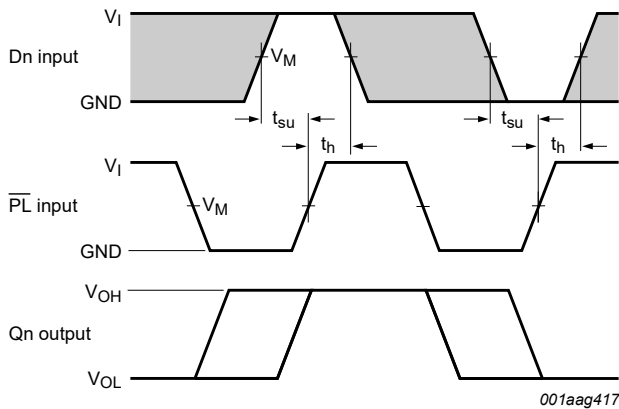 VI
Dn input
VM
GND
tsu
th
tsu
th
VI
PL input
VM
GND
VOH
Qn output
VOL
001aag417